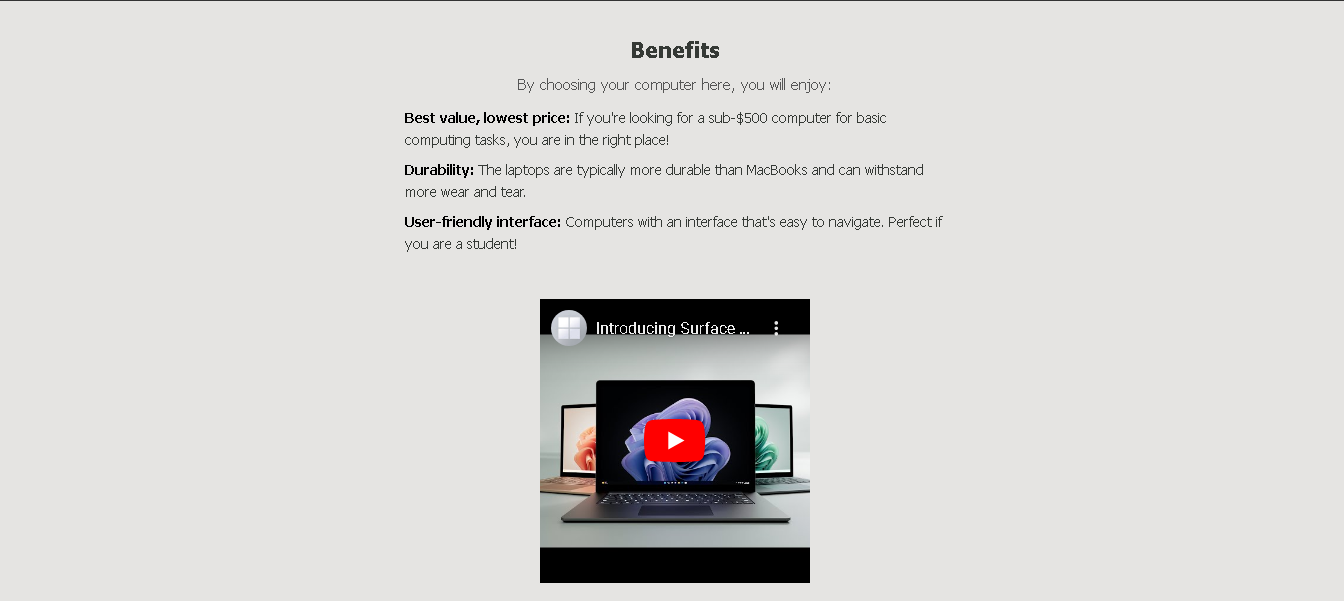 Benefits
By choosing your computer here, you will enjoy:
Best value, lowest price: If you're looking for a sub-$500 computer for basic
computing tasks, you are in the right place!
Durability: The laptops are typically more durable than MacBooks and can withstand
more wear and tear.
User-friendly interface: Computers with an interface that's easy to navigate. Perfect if
you are a student!
Introducing Surface ...